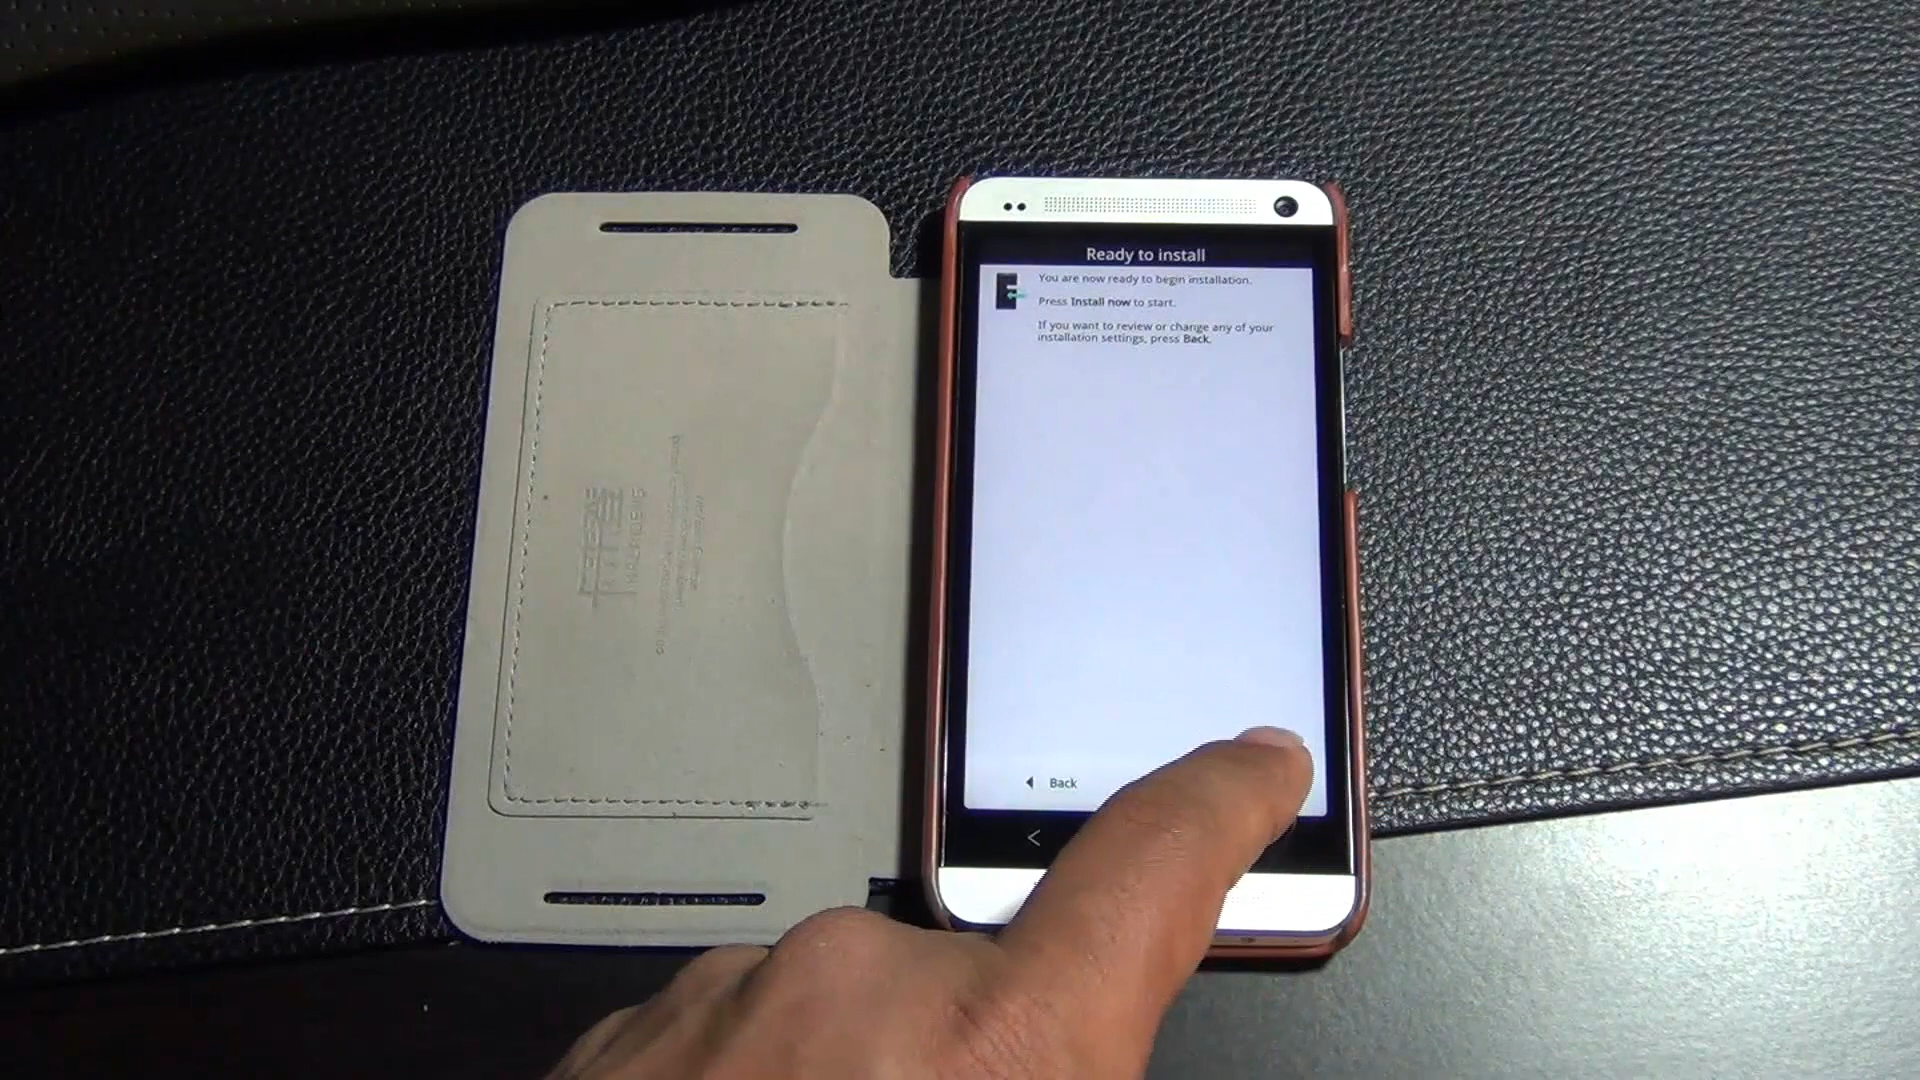 Ready to install
You are now ready to begin installation.
Press Install now to start.
If you want to review or change any of your
installation settings, press Back.
Back